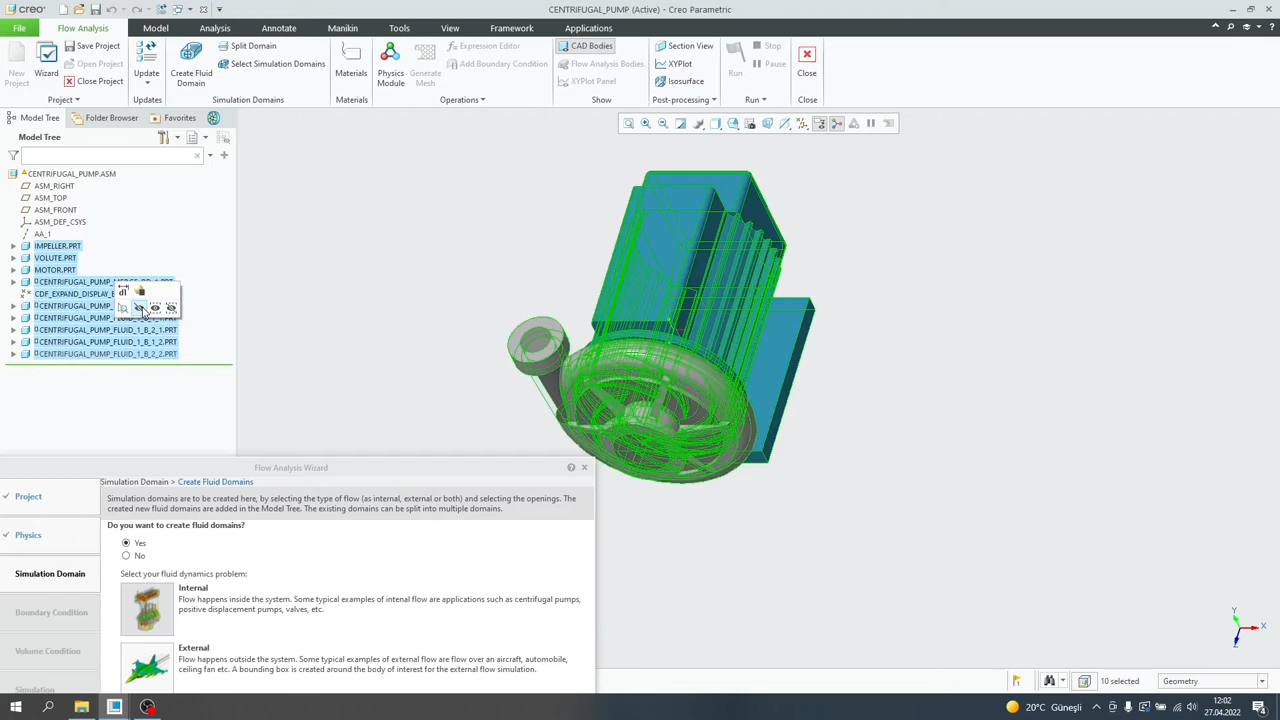 creo
CENTRIFUGAL_PUMP (Active) - Creo Parametric
File
Flow Analysis
Model
Analysis
Annotate
Manikin
Tools
View
Framework
Applications
New Project
Wizard
Save Project
Open Project
Close Project
Project
Update
Updates
Create Fluid Domain
Split Domain
Select Simulation Domains
Simulation Domains
Materials
Materials
Physics Module
Generate Mesh
Expression Editor
Add Boundary Condition
Operations
CAD Bodies
Flow Analysis Bodies
XYPlot Panel
Show
Section View
XYPlot
Isosurface
Post-processing
Run
Stop
Pause
Run
Close
Close
Model Tree
Folder Browser
Favorites
Model Tree
CENTRIFUGAL_PUMP.ASM
ASM_RIGHT
ASM_TOP
ASM_FRONT
ASM_DEF_CSYS
AA_1
IMPELLER.PRT
VOLUTE.PRT
MOTOR.PRT
CENTRIFUGAL_PUMP_
CDF_EXPAND_DISPLAY_
CENTRIFUGAL_PUMP_
CENTRIFUGAL_PUMP_FLUID_1_B_2_1.PRT
CENTRIFUGAL_PUMP_FLUID_1_B_1_2.PRT
CENTRIFUGAL_PUMP_FLUID_1_B_2_2.PRT
Flow Analysis Wizard
Project
Physics
Simulation Domain
Boundary Condition
Volume Condition
Simulation
Simulation Domain > Create Fluid Domains
Simulation domains are to be created here, by selecting the type of flow (as internal, external or both) and selecting the openings. The
created new fluid domains are added in the Model Tree. The existing domains can be split into multiple domains.
Do you want to create fluid domains?
Yes
No
Select your fluid dynamics problem:
Internal
Flow happens inside the system. Some typical examples of intenal flow are applications such as centrifugal pumps,
positive displacement pumps, valves, etc.
External
Flow happens outside the system. Some typical examples of external flow are flow over an aircraft, automobile,
ceiling fan etc. A bounding box is created around the body of interest for the external flow simulation.
Y
X
Z
10 selected
Geometry
20°C Güneşli
12:02
27.04.2022